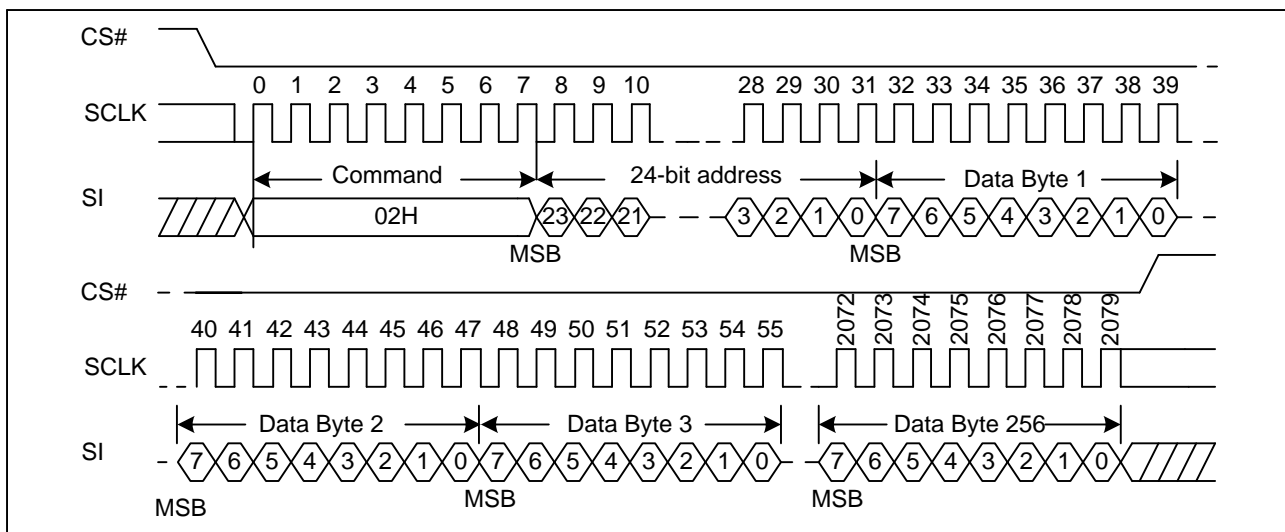 CS#
0 1 2 3 4 5 6 7 8 9 10 28 29 30 31 32 33 34 35 36 37 38 39
SCLK
Command 24-bit address Data Byte 1
SI
02H 23 22 21 3 2 1 0 7 6 5 4 3 2 1 0
MSB MSB
CS#
40 41 42 43 44 45 46 47 48 49 50 51 52 53 54 55 2072 2073 2074 2075 2076 2077 2078 2079
SCLK
Data Byte 2 Data Byte 3 Data Byte 256
SI
7 6 5 4 3 2 1 0 7 6 5 4 3 2 1 0 7 6 5 4 3 2 1 0
MSB MSB MSB